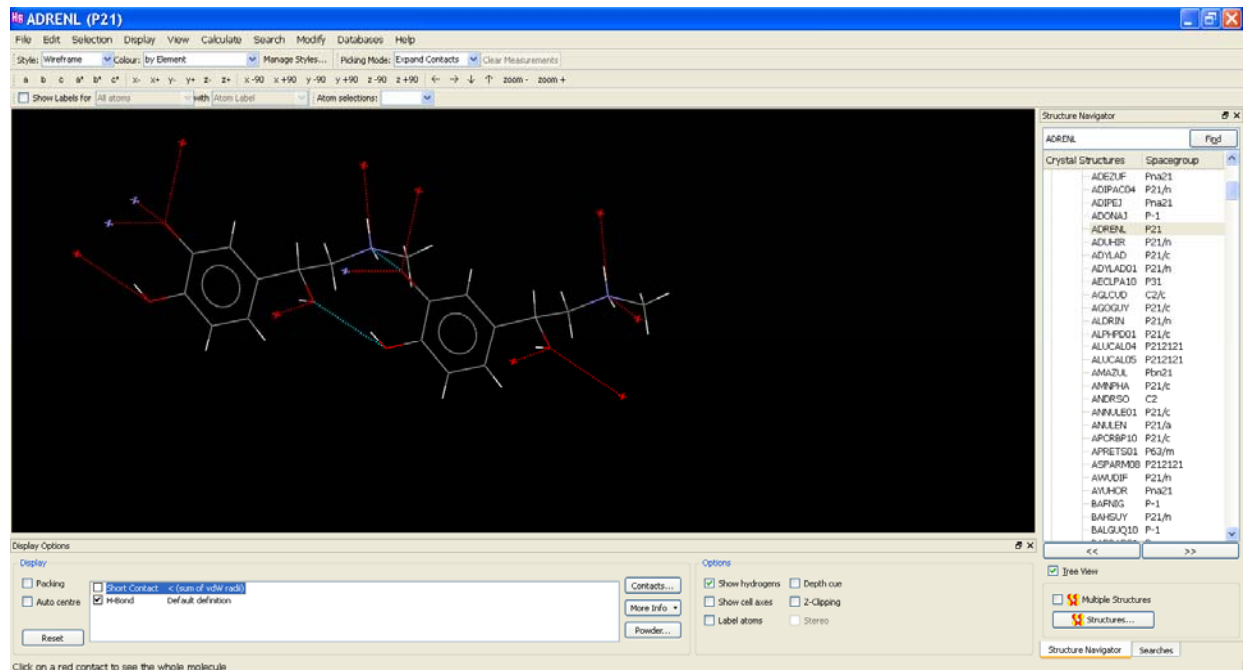 ADRENL (P21)
File Edit Selection Display View Calculate Search Modify Databases Help
Style: Wireframe Colour: by Element Manage Styles... Picking Mode: Expand Contacts Clear Measurements
a b c a* b* c* x- x+ y- y+ z- z+ x-90 x+90 y-90 y+90 z-90 z+90 ← → ↓ ↑ zoom- zoom+
Show Labels for All atoms with Atom Label Atom selections:
Structure Navigator
ADRENL Find
Crystal Structures Spacegroup
ADEZUF Pna21
ADIPAC04 P21/n
ADIPEJ Pna21
ADONAJ P-1
ADRENL P21
ADUHIR P21/n
ADYLAD P21/c
ADYLAD01 P21/n
AECLPA10 P31
AGLCUD C2/c
AGOGUY P21/c
ALDRIN P21/n
ALPHPD01 P21/c
ALUCAL04 P212121
ALUCAL05 P212121
AMAZUL Pbn21
AMNPHA P21/c
ANDRSO C2
ANNULE01 P21/c
ANULEN P21/a
APCRBP10 P21/c
APRETS01 P63/m
ASPARM08 P212121
AWUDIF P21/n
AYUHOR Pna21
BAFNIG P-1
BAHSUY P21/n
BALGUQ10 P-1
<< >>
Tree View
Multiple Structures
Structures...
Structure Navigator Searches
Display Options
Display
Packing
Auto centre
Reset
Short Contact < (sum of vdW radii)
H-Bond Default definition
Contacts...
More Info
Powder...
Options
Show hydrogens Depth cue
Show cell axes Z-Clipping
Label atoms Stereo
Click on a red contact to see the whole molecule